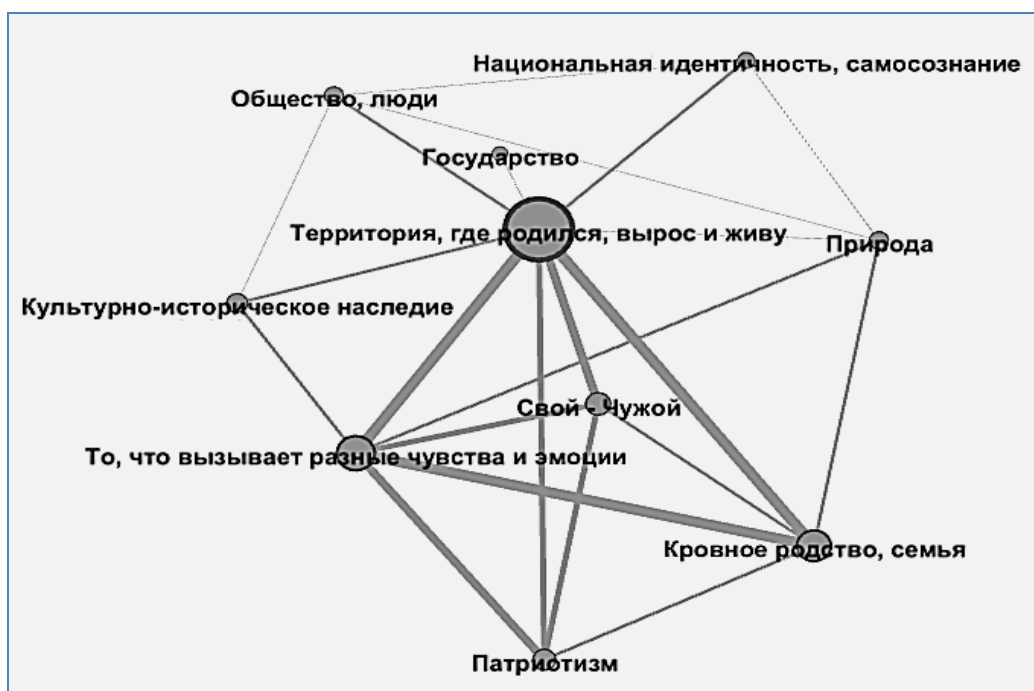 Национальная идентичность, самосознание
Общество, люди
Государство
Территория, где родился, вырос и живу
Природа
Культурно-историческое наследие
Свой - Чужой
То, что вызывает разные чувства и эмоции
Кровное родство, семья
Патриотизм